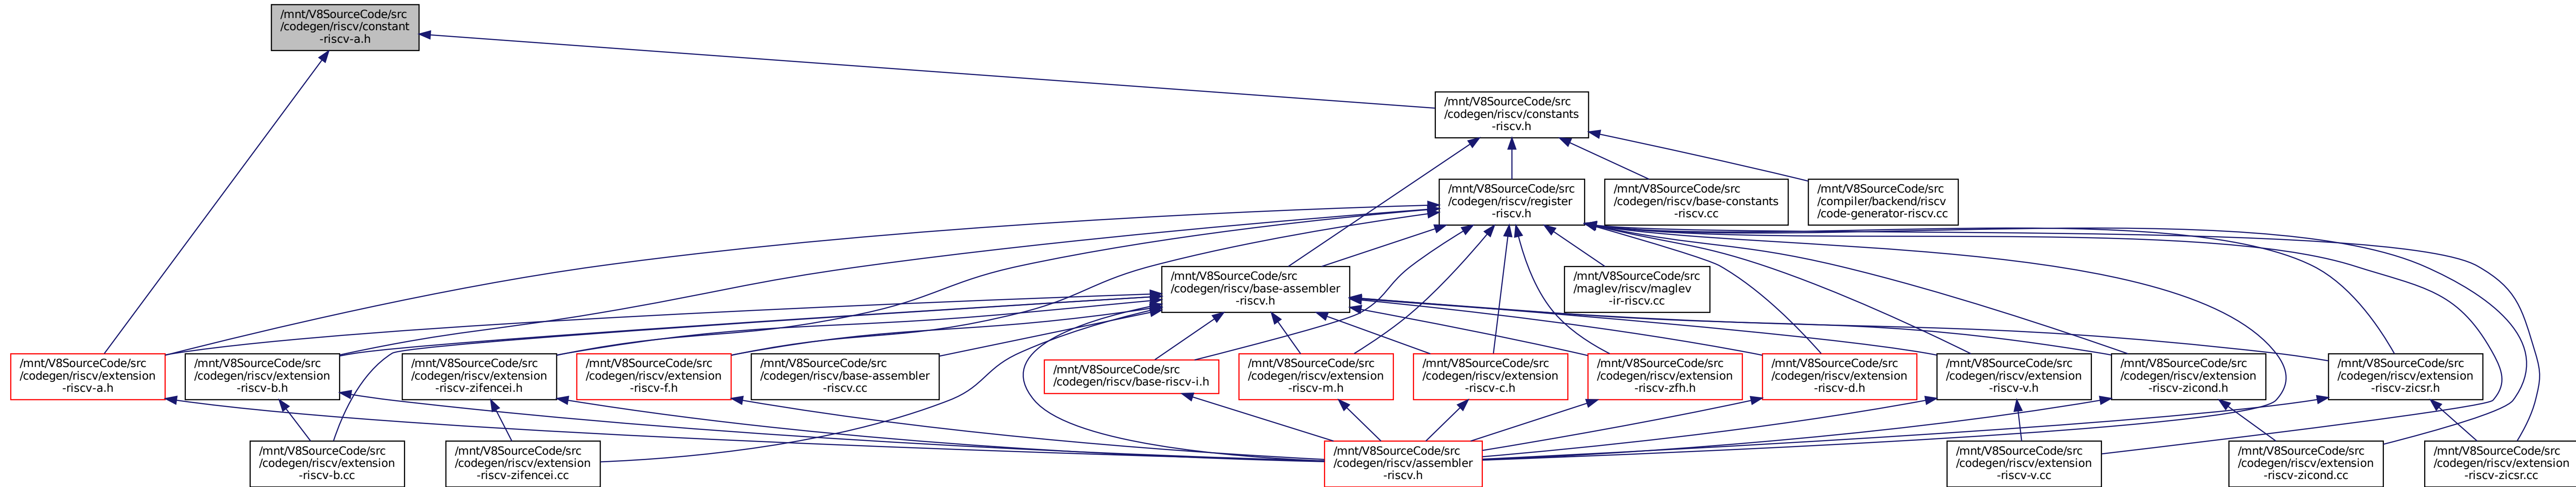 /mnt/V8SourceCode/src
/codegen/riscv/constant
-riscv-a.h
/mnt/V8SourceCode/src
/codegen/riscv/constants
-riscv.h
/mnt/V8SourceCode/src
/codegen/riscv/register
-riscv.h
/mnt/V8SourceCode/src
/codegen/riscv/base-constants
-riscv.cc
/mnt/V8SourceCode/src
/compiler/backend/riscv
/code-generator-riscv.cc
/mnt/V8SourceCode/src
/codegen/riscv/base-assembler
-riscv.h
/mnt/V8SourceCode/src
/maglev/riscv/maglev
-ir-riscv.cc
/mnt/V8SourceCode/src
/codegen/riscv/extension
-riscv-a.h
/mnt/V8SourceCode/src
/codegen/riscv/extension
-riscv-b.h
/mnt/V8SourceCode/src
/codegen/riscv/extension
-riscv-zifencei.h
/mnt/V8SourceCode/src
/codegen/riscv/extension
-riscv-f.h
/mnt/V8SourceCode/src
/codegen/riscv/base-assembler
-riscv.cc
/mnt/V8SourceCode/src
/codegen/riscv/base-riscv-i.h
/mnt/V8SourceCode/src
/codegen/riscv/extension
-riscv-m.h
/mnt/V8SourceCode/src
/codegen/riscv/extension
-riscv-c.h
/mnt/V8SourceCode/src
/codegen/riscv/extension
-riscv-zfh.h
/mnt/V8SourceCode/src
/codegen/riscv/extension
-riscv-d.h
/mnt/V8SourceCode/src
/codegen/riscv/extension
-riscv-v.h
/mnt/V8SourceCode/src
/codegen/riscv/extension
-riscv-zicond.h
/mnt/V8SourceCode/src
/codegen/riscv/extension
-riscv-zicsr.h
/mnt/V8SourceCode/src
/codegen/riscv/extension
-riscv-b.cc
/mnt/V8SourceCode/src
/codegen/riscv/extension
-riscv-zifencei.cc
/mnt/V8SourceCode/src
/codegen/riscv/assembler
-riscv.h
/mnt/V8SourceCode/src
/codegen/riscv/extension
-riscv-v.cc
/mnt/V8SourceCode/src
/codegen/riscv/extension
-riscv-zicond.cc
/mnt/V8SourceCode/src
/codegen/riscv/extension
-riscv-zicsr.cc